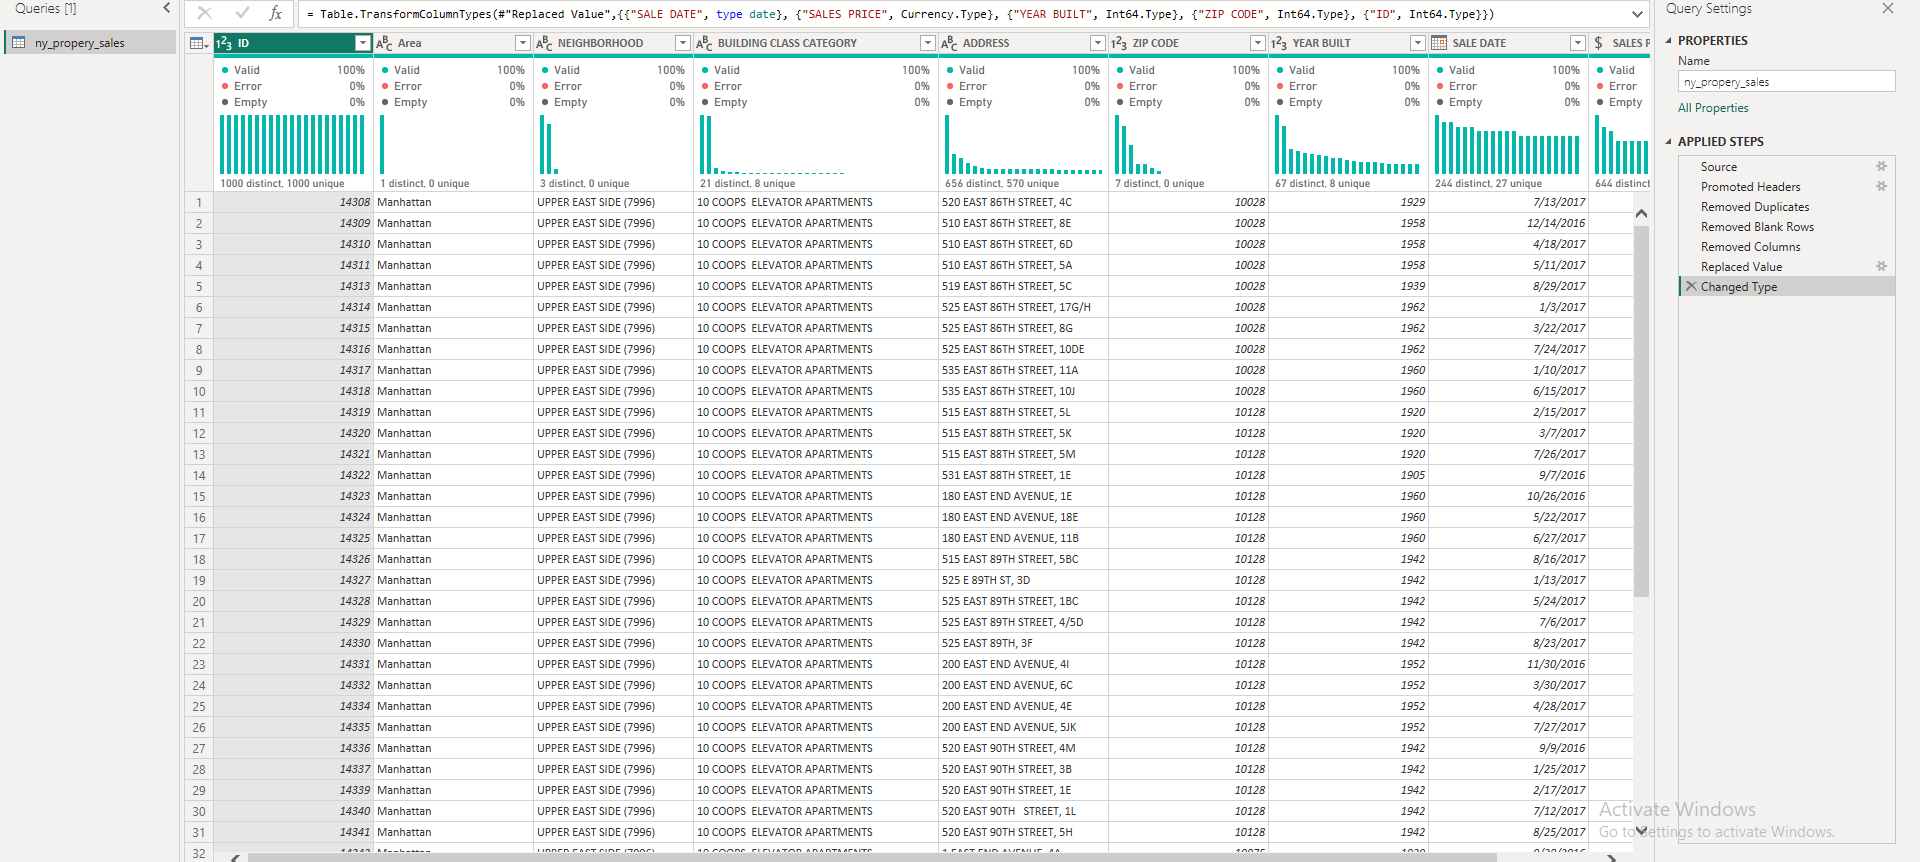 Queries [1]
ny_propery_sales
= Table.TransformColumnTypes(#"Replaced Value",{{"SALE DATE", type date}, {"SALES PRICE", Currency.Type}, {"YEAR BUILT", Int64.Type}, {"ZIP CODE", Int64.Type}, {"ID", Int64.Type}})
ID Area NEIGHBORHOOD BUILDING CLASS CATEGORY ADDRESS ZIP CODE YEAR BUILT SALE DATE SALES P
Valid 100% Valid 100% Valid 100% Valid 100% Valid 100% Valid 100% Valid 100% Valid 100% Valid
Error 0% Error 0% Error 0% Error 0% Error 0% Error 0% Error 0% Error 0% Error
Empty 0% Empty 0% Empty 0% Empty 0% Empty 0% Empty 0% Empty 0% Empty 0% Empty
1000 distinct, 1000 unique 1 distinct, 0 unique 3 distinct, 0 unique 21 distinct, 8 unique 656 distinct, 570 unique 7 distinct, 0 unique 67 distinct, 8 unique 244 distinct, 27 unique 644 distinct
1 14308 Manhattan UPPER EAST SIDE (7996) 10 COOPS  ELEVATOR APARTMENTS 520 EAST 86TH STREET, 4C 10028 1929 7/13/2017
2 14309 Manhattan UPPER EAST SIDE (7996) 10 COOPS  ELEVATOR APARTMENTS 510 EAST 86TH STREET, 8E 10028 1958 12/14/2016
3 14310 Manhattan UPPER EAST SIDE (7996) 10 COOPS  ELEVATOR APARTMENTS 510 EAST 86TH STREET, 6D 10028 1958 4/18/2017
4 14311 Manhattan UPPER EAST SIDE (7996) 10 COOPS  ELEVATOR APARTMENTS 510 EAST 86TH STREET, 5A 10028 1958 5/11/2017
5 14313 Manhattan UPPER EAST SIDE (7996) 10 COOPS  ELEVATOR APARTMENTS 519 EAST 86TH STREET, 5C 10028 1939 8/29/2017
6 14314 Manhattan UPPER EAST SIDE (7996) 10 COOPS  ELEVATOR APARTMENTS 525 EAST 86TH STREET, 17G/H 10028 1962 1/3/2017
7 14315 Manhattan UPPER EAST SIDE (7996) 10 COOPS  ELEVATOR APARTMENTS 525 EAST 86TH STREET, 8G 10028 1962 3/22/2017
8 14316 Manhattan UPPER EAST SIDE (7996) 10 COOPS  ELEVATOR APARTMENTS 525 EAST 86TH STREET, 10DE 10028 1962 7/24/2017
9 14317 Manhattan UPPER EAST SIDE (7996) 10 COOPS  ELEVATOR APARTMENTS 535 EAST 86TH STREET, 11A 10028 1960 1/10/2017
10 14318 Manhattan UPPER EAST SIDE (7996) 10 COOPS  ELEVATOR APARTMENTS 535 EAST 86TH STREET, 10J 10028 1960 6/15/2017
11 14319 Manhattan UPPER EAST SIDE (7996) 10 COOPS  ELEVATOR APARTMENTS 515 EAST 88TH STREET, 5L 10128 1920 2/15/2017
12 14320 Manhattan UPPER EAST SIDE (7996) 10 COOPS  ELEVATOR APARTMENTS 515 EAST 88TH STREET, 5K 10128 1920 3/7/2017
13 14321 Manhattan UPPER EAST SIDE (7996) 10 COOPS  ELEVATOR APARTMENTS 515 EAST 88TH STREET, 5M 10128 1920 7/26/2017
14 14322 Manhattan UPPER EAST SIDE (7996) 10 COOPS  ELEVATOR APARTMENTS 531 EAST 88TH STREET, 1E 10128 1905 9/7/2016
15 14323 Manhattan UPPER EAST SIDE (7996) 10 COOPS  ELEVATOR APARTMENTS 180 EAST END AVENUE, 1E 10128 1960 10/26/2016
16 14324 Manhattan UPPER EAST SIDE (7996) 10 COOPS  ELEVATOR APARTMENTS 180 EAST END AVENUE, 18E 10128 1960 5/22/2017
17 14325 Manhattan UPPER EAST SIDE (7996) 10 COOPS  ELEVATOR APARTMENTS 180 EAST END AVENUE, 11B 10128 1960 6/27/2017
18 14326 Manhattan UPPER EAST SIDE (7996) 10 COOPS  ELEVATOR APARTMENTS 515 EAST 89TH STREET, 5BC 10128 1942 8/16/2017
19 14327 Manhattan UPPER EAST SIDE (7996) 10 COOPS  ELEVATOR APARTMENTS 525 E 89TH ST, 3D 10128 1942 1/13/2017
20 14328 Manhattan UPPER EAST SIDE (7996) 10 COOPS  ELEVATOR APARTMENTS 525 EAST 89TH STREET, 1BC 10128 1942 5/24/2017
21 14329 Manhattan UPPER EAST SIDE (7996) 10 COOPS  ELEVATOR APARTMENTS 525 EAST 89TH STREET, 4/5D 10128 1942 7/6/2017
22 14330 Manhattan UPPER EAST SIDE (7996) 10 COOPS  ELEVATOR APARTMENTS 525 EAST 89TH, 3F 10128 1942 8/23/2017
23 14331 Manhattan UPPER EAST SIDE (7996) 10 COOPS  ELEVATOR APARTMENTS 200 EAST END AVENUE, 4I 10128 1952 11/30/2016
24 14332 Manhattan UPPER EAST SIDE (7996) 10 COOPS  ELEVATOR APARTMENTS 200 EAST END AVENUE, 6C 10128 1952 3/30/2017
25 14334 Manhattan UPPER EAST SIDE (7996) 10 COOPS  ELEVATOR APARTMENTS 200 EAST END AVENUE, 4E 10128 1952 4/28/2017
26 14335 Manhattan UPPER EAST SIDE (7996) 10 COOPS  ELEVATOR APARTMENTS 200 EAST END AVENUE, 5JK 10128 1952 7/27/2017
27 14336 Manhattan UPPER EAST SIDE (7996) 10 COOPS  ELEVATOR APARTMENTS 520 EAST 90TH STREET, 4M 10128 1942 9/9/2016
28 14337 Manhattan UPPER EAST SIDE (7996) 10 COOPS  ELEVATOR APARTMENTS 520 EAST 90TH STREET, 3B 10128 1942 1/25/2017
29 14339 Manhattan UPPER EAST SIDE (7996) 10 COOPS  ELEVATOR APARTMENTS 520 EAST 90TH STREET, 1E 10128 1942 2/17/2017
30 14340 Manhattan UPPER EAST SIDE (7996) 10 COOPS  ELEVATOR APARTMENTS 520 EAST 90TH   STREET, 1L 10128 1942 7/12/2017
31 14341 Manhattan UPPER EAST SIDE (7996) 10 COOPS  ELEVATOR APARTMENTS 520 EAST 90TH STREET, 5H 10128 1942 8/25/2017
32
Query Settings
PROPERTIES
Name
ny_propery_sales
All Properties
APPLIED STEPS
Source
Promoted Headers
Removed Duplicates
Removed Blank Rows
Removed Columns
Replaced Value
Changed Type
Activate Windows
Go to Settings to activate Windows.